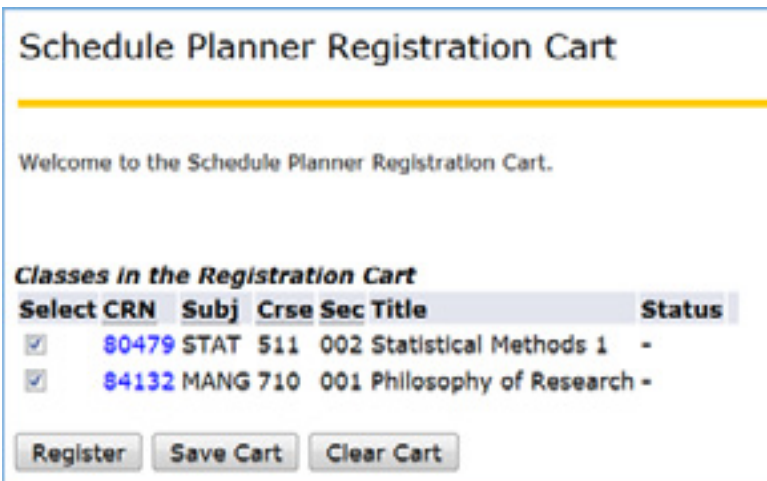 Schedule Planner Registration Cart
Welcome to the Schedule Planner Registration Cart.
Classes in the Registration Cart
Select CRN Subj Crse Sec Title Status
80479 STAT 511 002 Statistical Methods 1 -
84132 MANG 710 001 Philosophy of Research -
Register Save Cart Clear Cart